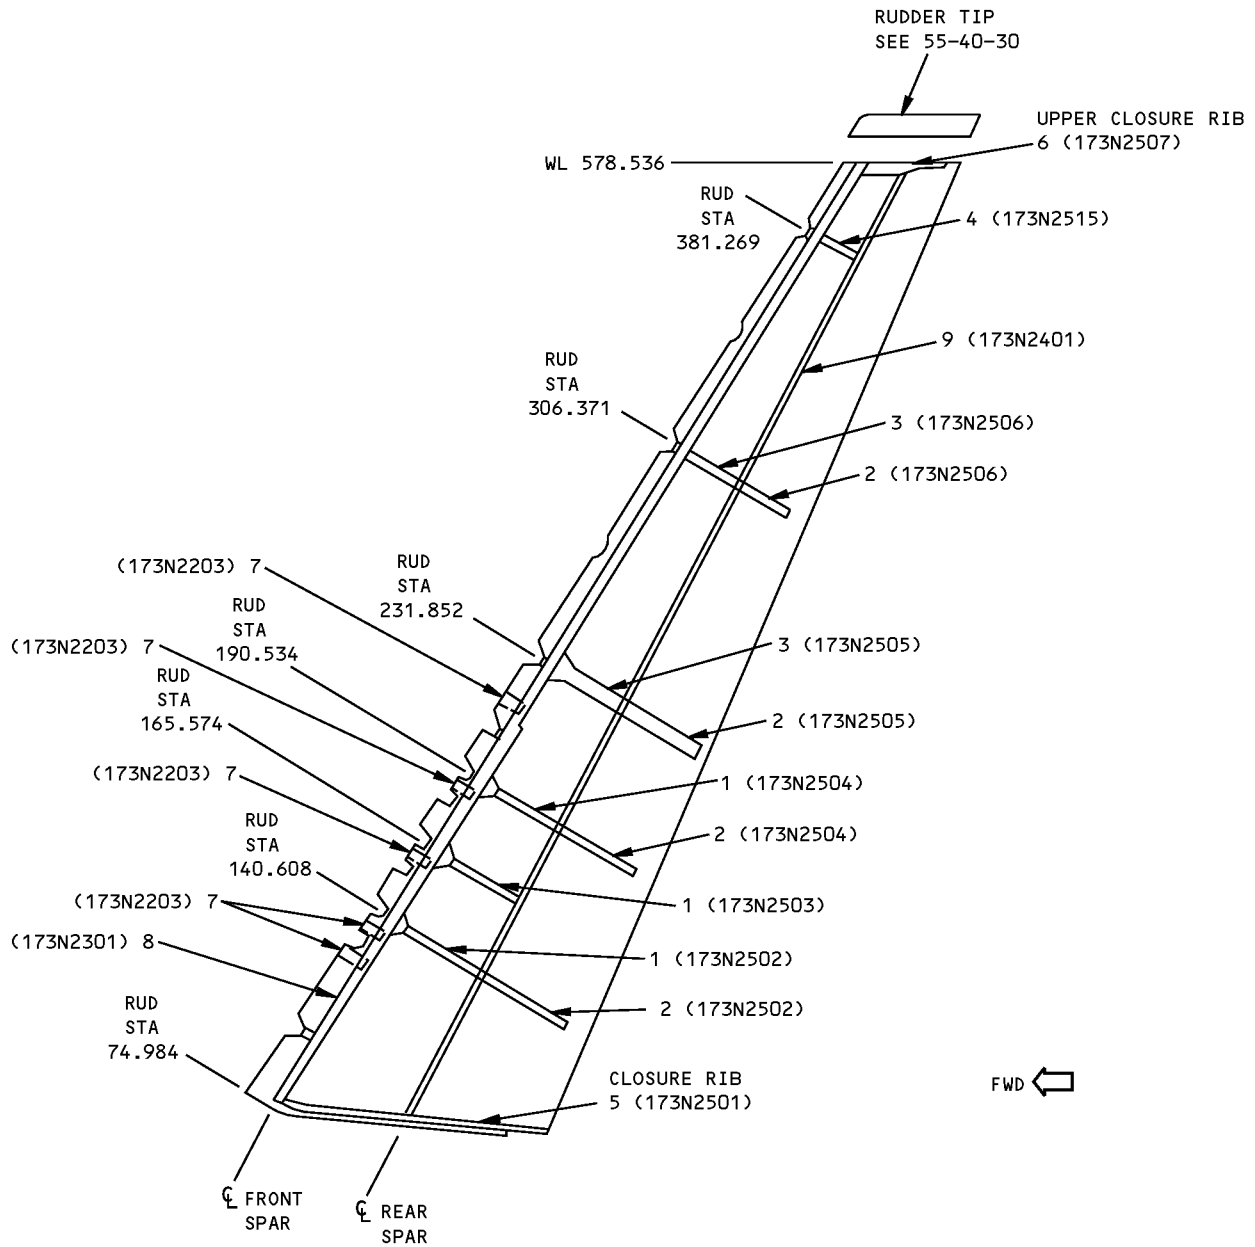 RUDDER TIP
SEE 55-40-30
UPPER CLOSURE RIB
6 (173N2507)
WL 578.536
RUD
STA
381.269
4 (173N2515)
9 (173N2401)
RUD
STA
306.371
3 (173N2506)
2 (173N2506)
(173N2203) 7
RUD
STA
231.852
RUD
STA
190.534
(173N2203) 7
3 (173N2505)
RUD
STA
165.574
2 (173N2505)
(173N2203) 7
1 (173N2504)
RUD
STA
140.608
2 (173N2504)
(173N2203) 7
1 (173N2503)
(173N2301) 8
1 (173N2502)
RUD
STA
74.984
2 (173N2502)
CLOSURE RIB
5 (173N2501)
FWD
℄ FRONT
SPAR
℄ REAR
SPAR